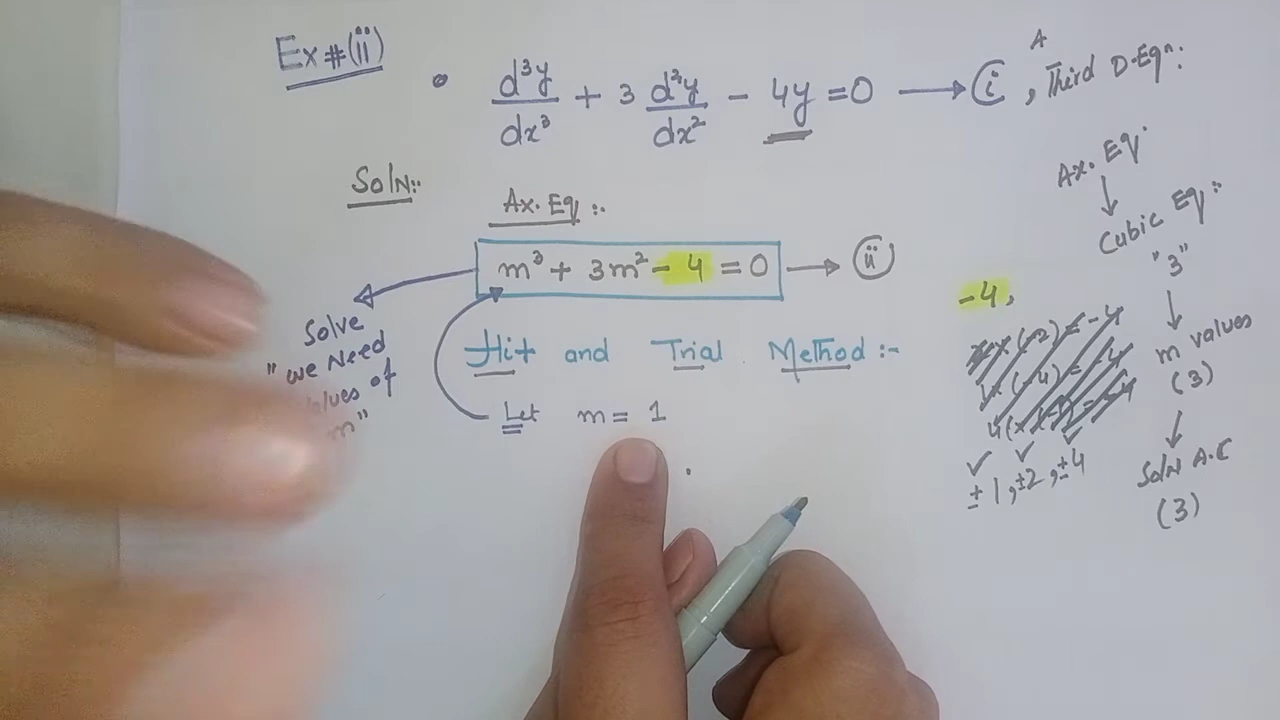 Ex#(ii)
d³y/dx³ + 3 d²y/dx² - 4y = 0 → (i) , A Third D.Eqn:
Soln::
Ax. Eq :.
m³ + 3m² - 4 = 0 → (ii)
Solve
"we Need
of
m"
Hit and Trial Method :-
Let m = 1
Ax. Eq:
↓
Cubic Eq::
"3"
↓
m values
(3)
↓
Soln A.C
(3)
-4,
± 1, ±2, ±4